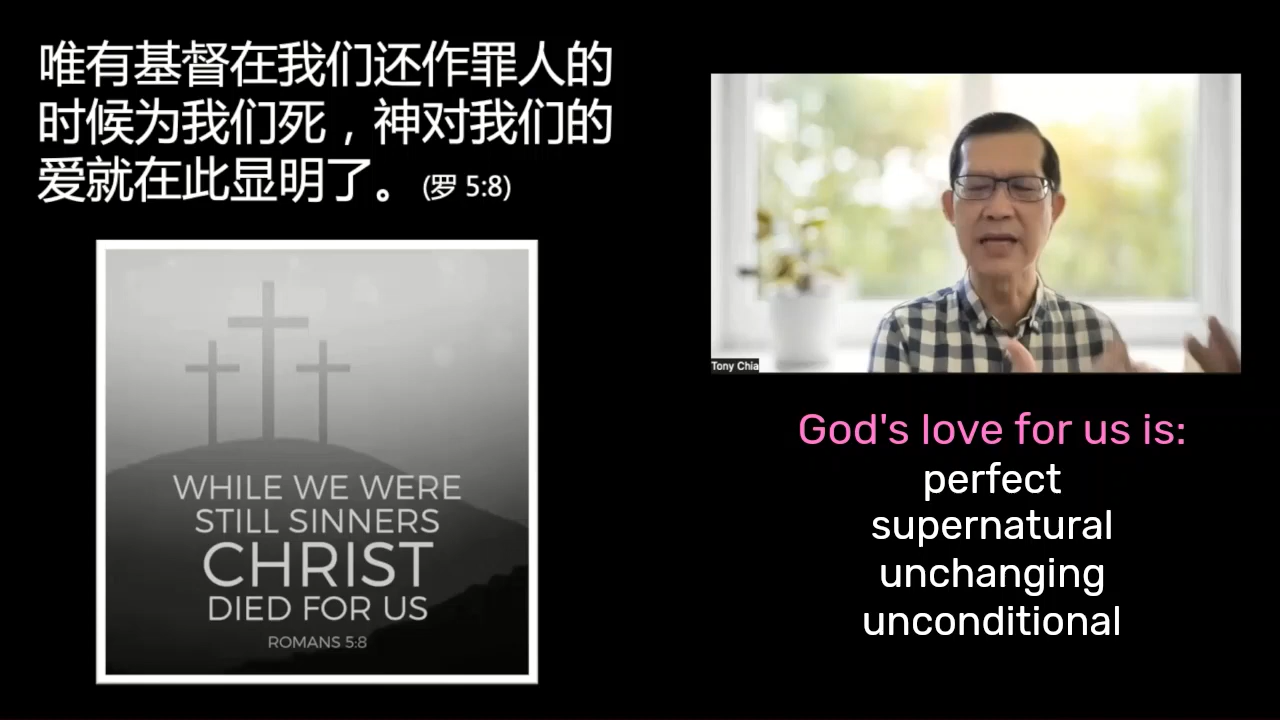 唯有基督在我们还作罪人的
时候为我们死，神对我们的
爱就在此显明了。(罗 5:8)
WHILE WE WERE
STILL SINNERS
CHRIST
DIED FOR US
ROMANS 5:8
Tony Chia
God's love for us is:
perfect
supernatural
unchanging
unconditional